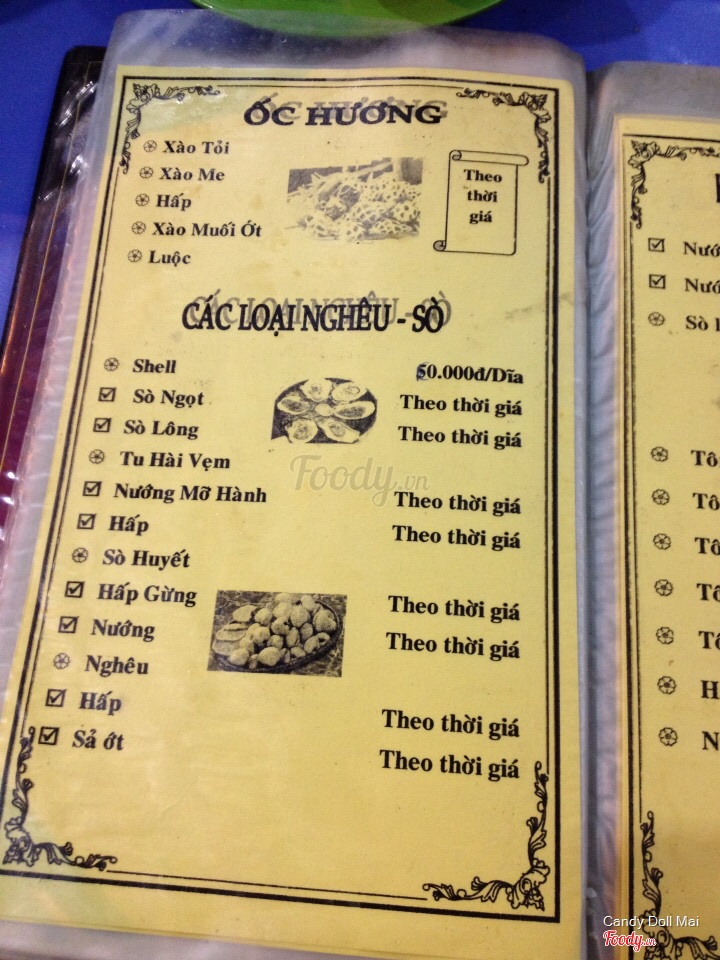 ỐC HƯƠNG
Xào Tỏi
Xào Me
Hấp
Xào Muối Ớt
Luộc
Theo
thời
giá
CÁC LOẠI NGHÊU - SÒ
Shell 60.000đ/Dĩa
Sò Ngọt Theo thời giá
Sò Lông Theo thời giá
Tu Hài Vẹm
Nướng Mỡ Hành Theo thời giá
Hấp Theo thời giá
Sò Huyết
Hấp Gừng Theo thời giá
Nướng Theo thời giá
Nghêu
Hấp Theo thời giá
Sả ớt Theo thời giá
Foody.vn
Sò
Candy Doll Mai
Foody.vn